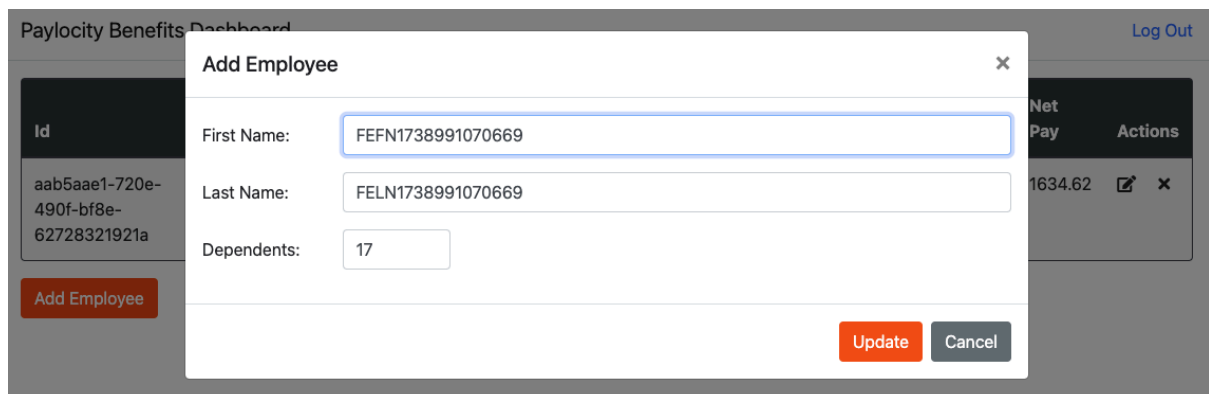 Paylocity Benefits Dashboard
Log Out
Add Employee
×
First Name:
FEFN1738991070669
Last Name:
FELN1738991070669
Dependents:
17
Update
Cancel
Id
Net
Pay
Actions
aab5aae1-720e-
490f-bf8e-
62728321921a
1634.62
Add Employee